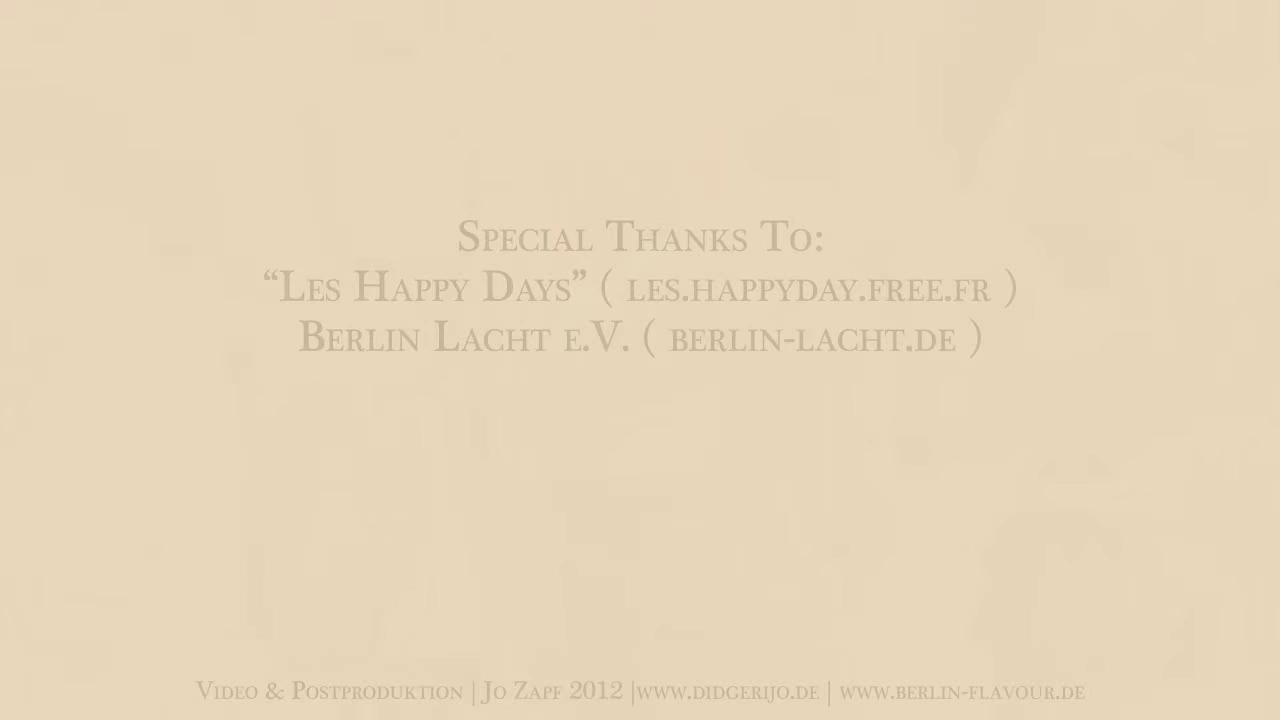 Special Thanks To:
“Les Happy Days” ( les.happyday.free.fr )
Berlin Lacht e.V. ( berlin-lacht.de )
Video & Postproduktion | Jo Zapf 2012 |www.didgerijo.de | www.berlin-flavour.de